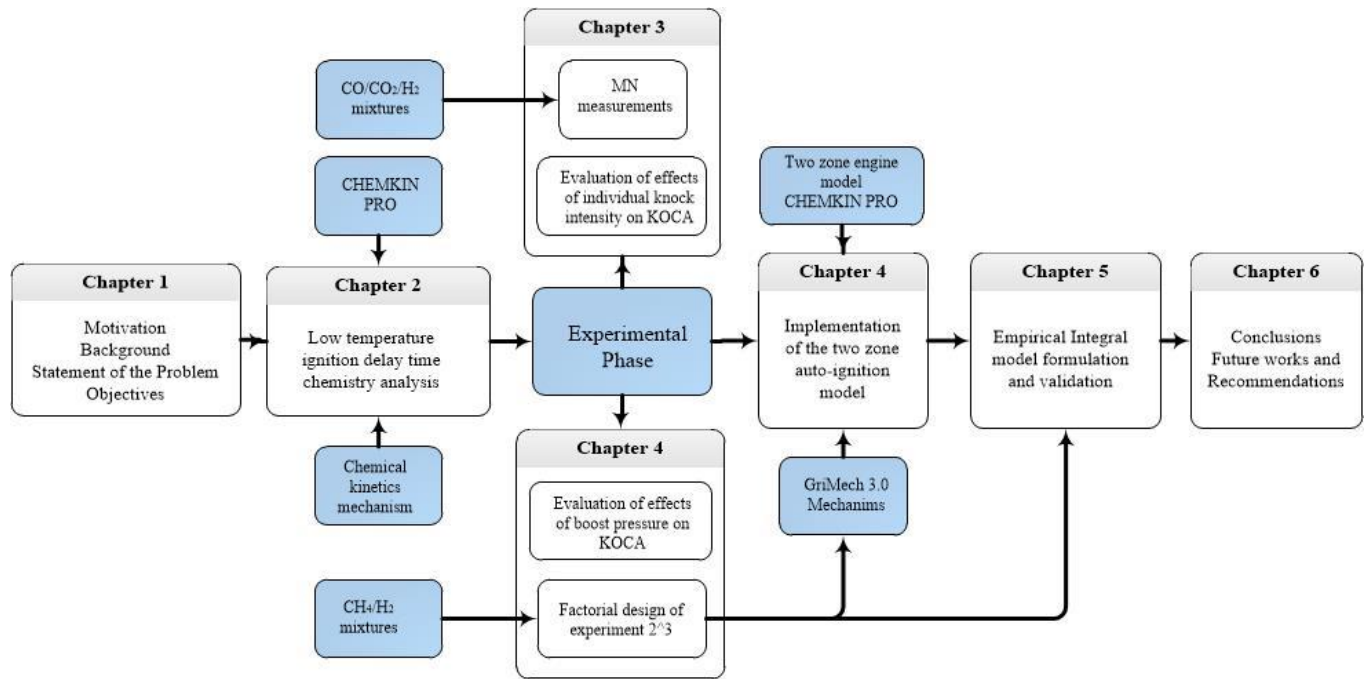 Chapter 3
CO/CO₂/H₂
mixtures
MN
measurements
CHEMKIN
PRO
Evaluation of effects
of individual knock
intensity on KOCA
Two zone engine
model
CHEMKIN PRO
Chapter 1
Motivation
Background
Statement of the Problem
Objectives
Chapter 2
Low temperature
ignition delay time
chemistry analysis
Experimental
Phase
Chapter 4
Implementation
of the two zone
auto-ignition
model
Chapter 5
Empirical Integral
model formulation
and validation
Chapter 6
Conclusions
Future works and
Recommendations
Chemical
kinetics
mechanism
Chapter 4
Evaluation of effects
of boost pressure on
KOCA
GriMech 3.0
Mechanims
CH₄/H₂
mixtures
Factorial design of
experiment 2^3